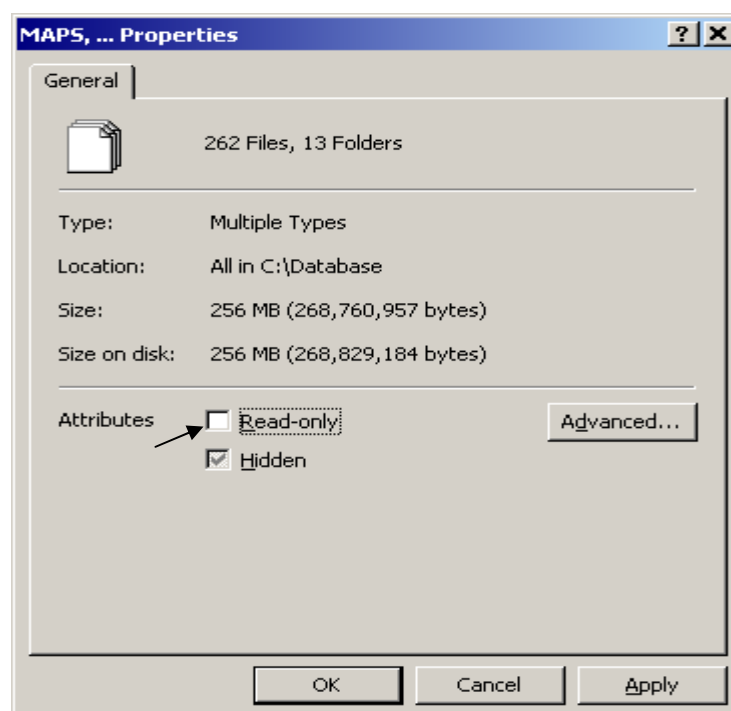 MAPS, ... Properties
General
262 Files, 13 Folders
Type: Multiple Types
Location: All in C:\Database
Size: 256 MB (268,760,957 bytes)
Size on disk: 256 MB (268,829,184 bytes)
Attributes Read-only Advanced...
Hidden
OK Cancel Apply